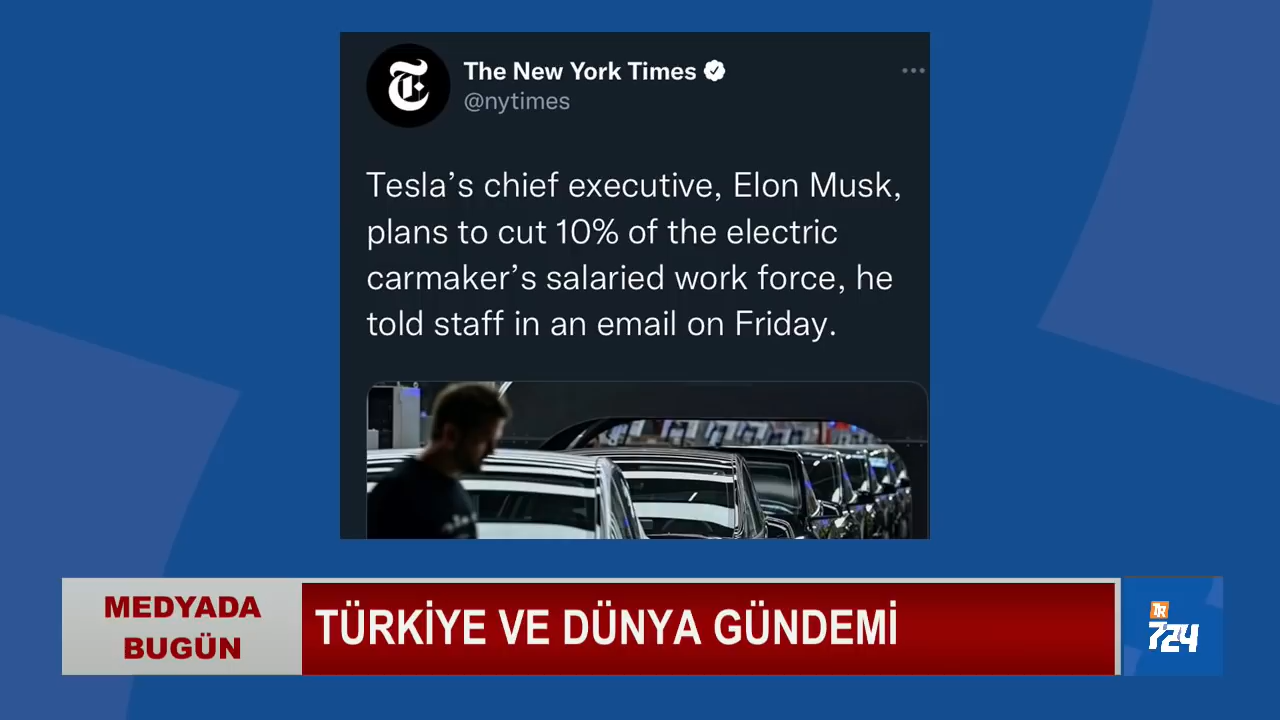 The New York Times
@nytimes
Tesla’s chief executive, Elon Musk,
plans to cut 10% of the electric
carmaker’s salaried work force, he
told staff in an email on Friday.
MEDYADA
BUGÜN
TÜRKİYE VE DÜNYA GÜNDEMİ
TR
724